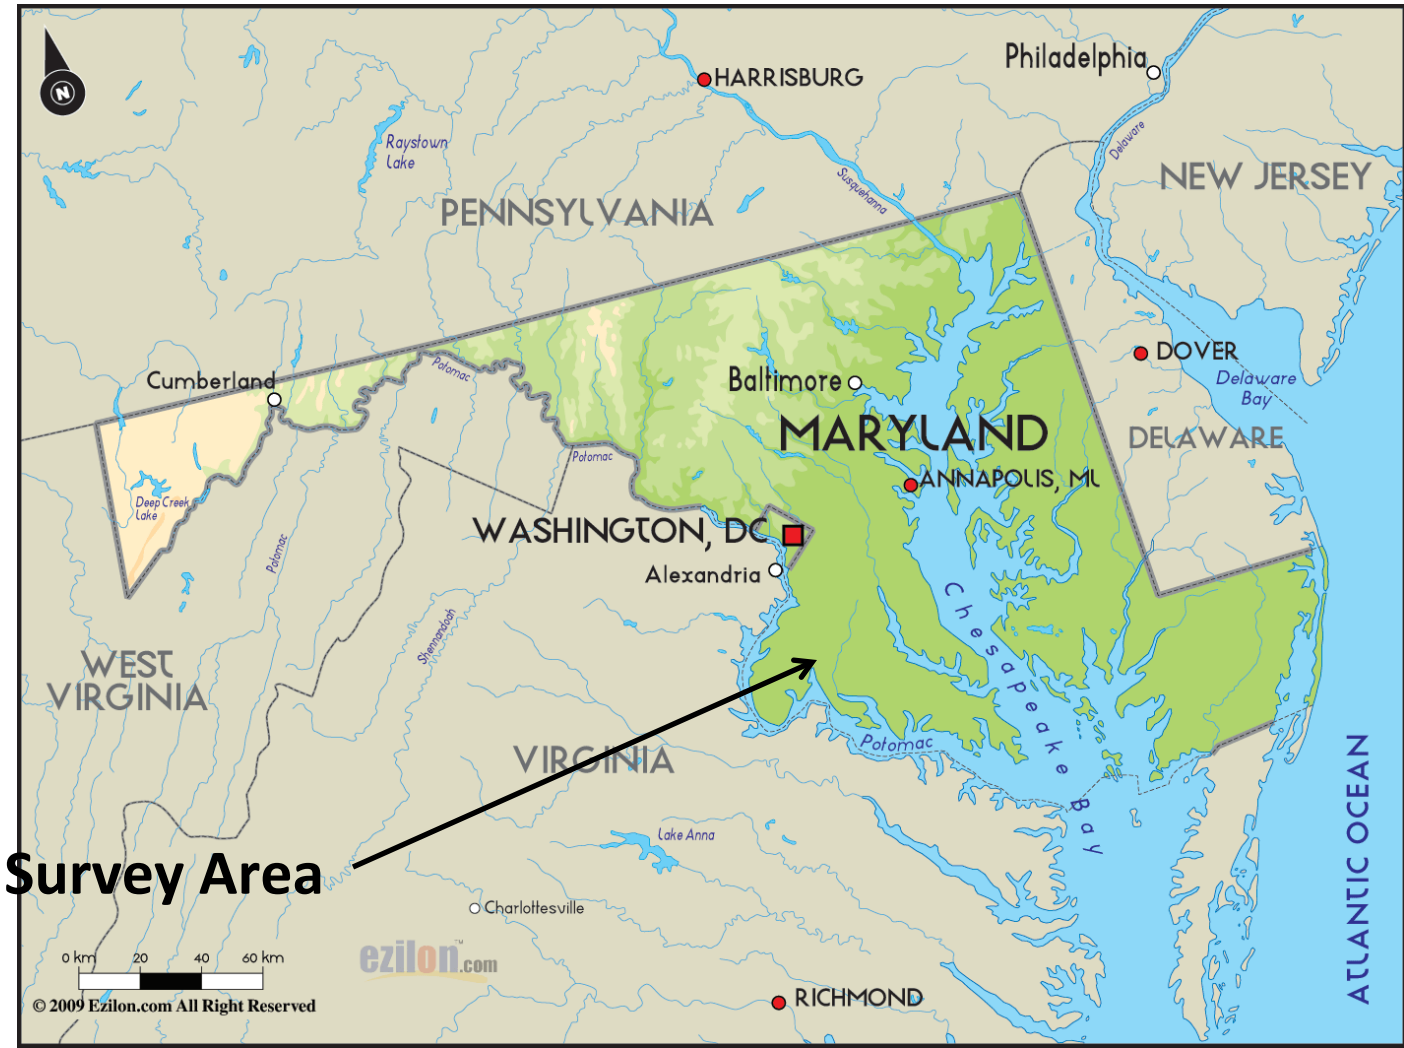 N
HARRISBURG
Philadelphia
Raystown
Lake
Delaware
Susquehanna
NEW JERSEY
PENNSYLVANIA
Potomac
DOVER
Cumberland
Baltimore
Delaware
Bay
MARYLAND
DELAWARE
Potomac
ANNAPOLIS, ML
Deep Creek
Lake
WASHINGTON, DC
Potomac
Alexandria
Chesapeake Bay
Shennandoah
WEST
VIRGINIA
VIRGINIA
Potomac
ATLANTIC OCEAN
Lake Anna
Survey Area
Charlottesville
ezilon.com
™
0 km 20 40 60 km
RICHMOND
© 2009 Ezilon.com All Right Reserved